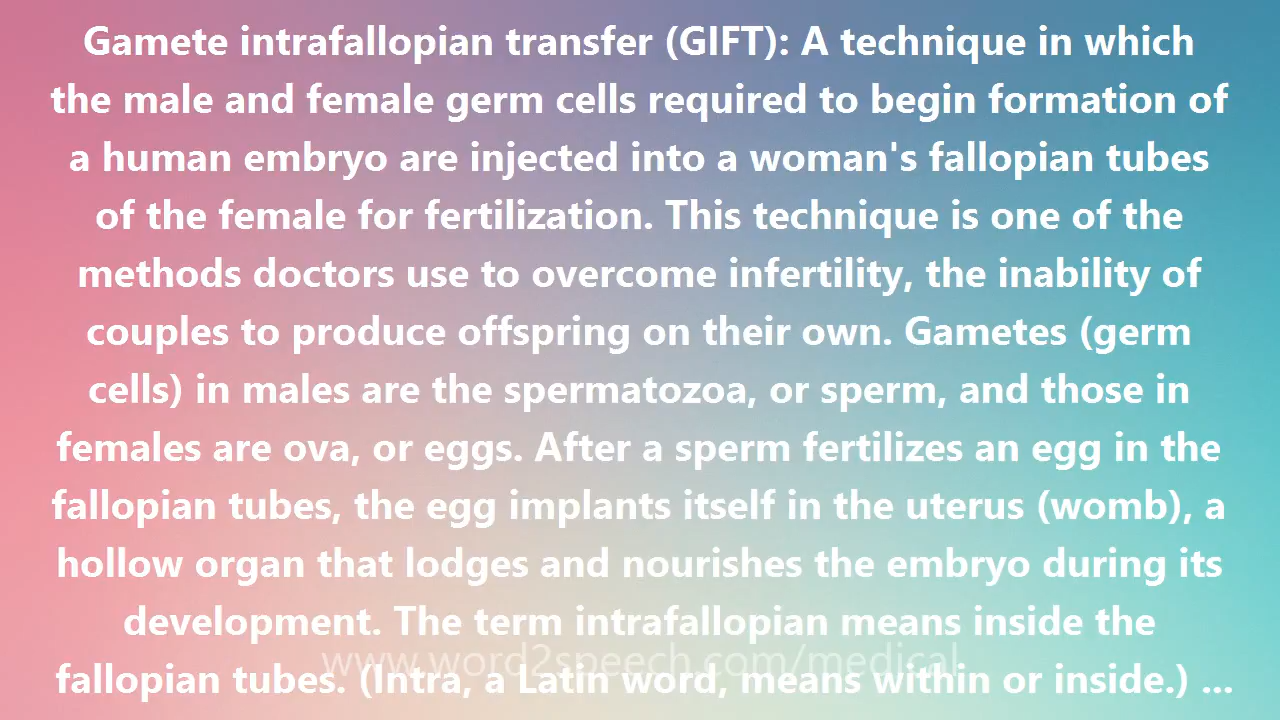 Gamete intrafallopian transfer (GIFT): A technique in which
the male and female germ cells required to begin formation of
a human embryo are injected into a woman's fallopian tubes
of the female for fertilization. This technique is one of the
methods doctors use to overcome infertility, the inability of
couples to produce offspring on their own. Gametes (germ
cells) in males are the spermatozoa, or sperm, and those in
females are ova, or eggs. After a sperm fertilizes an egg in the
fallopian tubes, the egg implants itself in the uterus (womb), a
hollow organ that lodges and nourishes the embryo during its
development. The term intrafallopian means inside the
www.word2speech.com/medical
fallopian tubes. (Intra, a Latin word, means within or inside.) ...